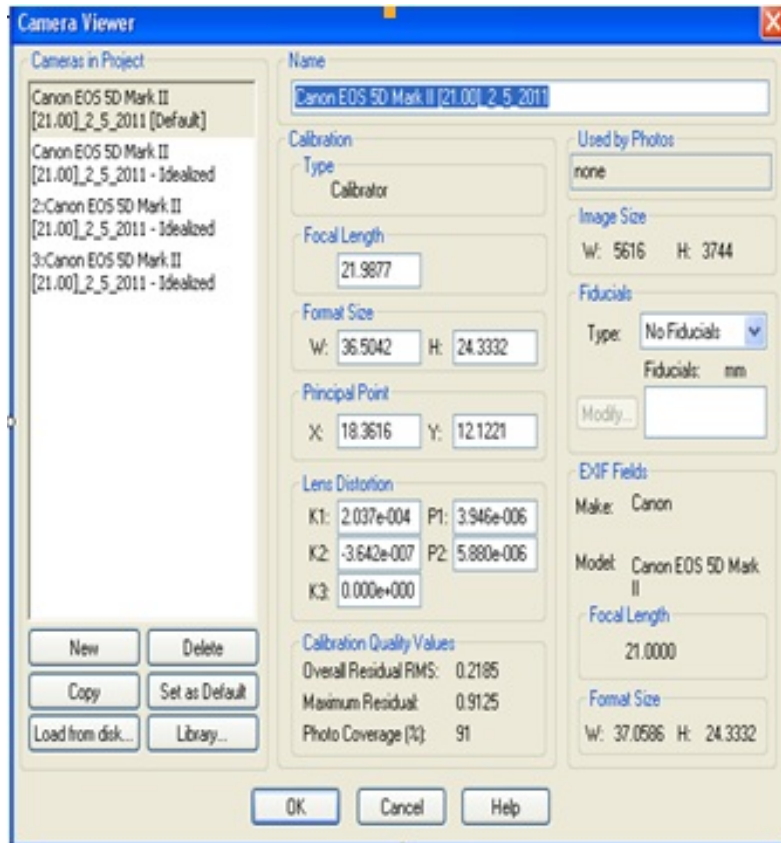 Camera Viewer
Cameras in Project
Canon EOS 5D Mark II
[21.00]_2_5_2011 [Default]
Canon EOS 5D Mark II
[21.00]_2_5_2011 - Idealized
2:Canon EOS 5D Mark II
[21.00]_2_5_2011 - Idealized
3:Canon EOS 5D Mark II
[21.00]_2_5_2011 - Idealized
New Delete
Copy Set as Default
Load from disk... Library...
Name
Canon EOS 5D Mark II [21.00]_2_5_2011
Calibration
Type
Calibrator
Focal Length
21.9877
Format Size
W: 36.5042 H: 24.3332
Principal Point
X: 18.3616 Y: 12.1221
Lens Distortion
K1: 2.037e-004 P1: 3.946e-006
K2: -3.642e-007 P2: 5.880e-006
K3: 0.000e+000
Calibration Quality Values
Overall Residual RMS: 0.2185
Maximum Residual: 0.9125
Photo Coverage (%): 91
Used by Photos
none
Image Size
W: 5616 H: 3744
Fiducials
Type: No Fiducials
Fiducials: mm
Modify...
EXIF Fields
Make: Canon
Model: Canon EOS 5D Mark
II
Focal Length
21.0000
Format Size
W: 37.0586 H: 24.3332
OK Cancel Help